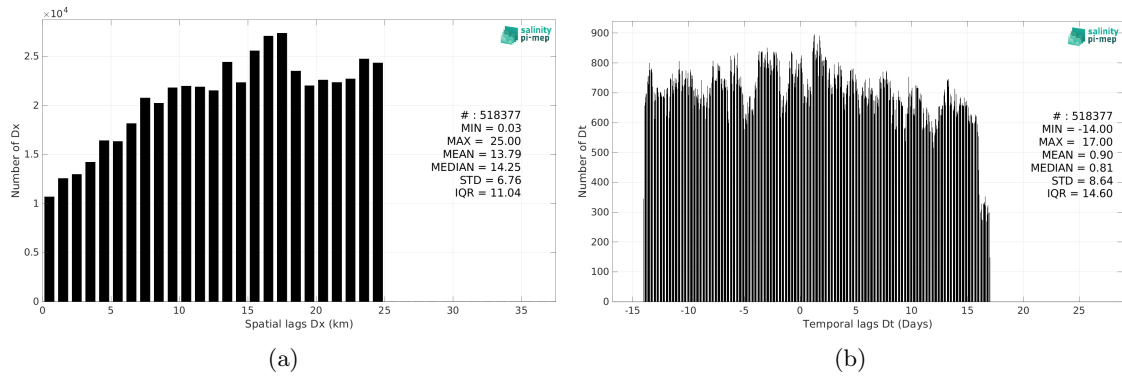 ×10^4
2.5
2
1.5
1
0.5
0
0 5 10 15 20 25 30 35
Number of Dx
Spatial lags Dx (km)
salinity
pi-mep
# : 518377
MIN = 0.03
MAX = 25.00
MEAN = 13.79
MEDIAN = 14.25
STD = 6.76
IQR = 11.04
(a)
900
800
700
600
500
400
300
200
100
0
-15 -10 -5 0 5 10 15 20 25
Number of Dt
Temporal lags Dt (Days)
salinity
pi-mep
# : 518377
MIN = -14.00
MAX = 17.00
MEAN = 0.90
MEDIAN = 0.81
STD = 8.64
IQR = 14.60
(b)